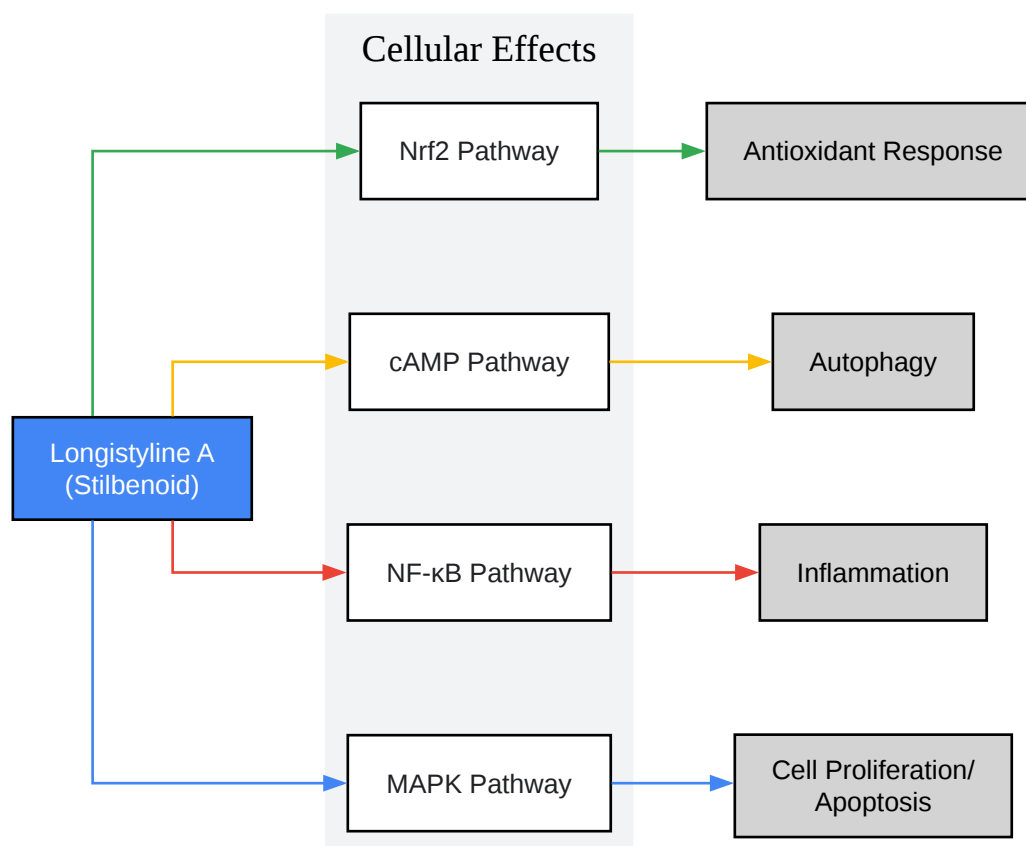 Cellular Effects
Nrf2 Pathway
Antioxidant Response
cAMP Pathway
Autophagy
Longistyline A
(Stilbenoid)
NF-κB Pathway
Inflammation
MAPK Pathway
Cell Proliferation/
Apoptosis